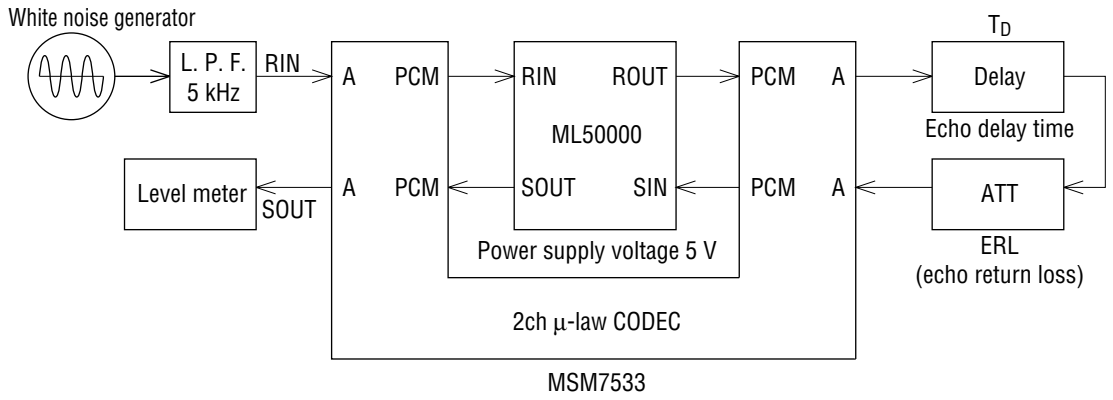 White noise generator
L. P. F.
5 kHz
RIN
A
PCM
RIN
ROUT
PCM
A
T_D
Delay
Echo delay time
ML50000
Level meter
SOUT
A
PCM
SOUT
SIN
PCM
A
ATT
ERL
(echo return loss)
Power supply voltage 5 V
2ch μ-law CODEC
MSM7533